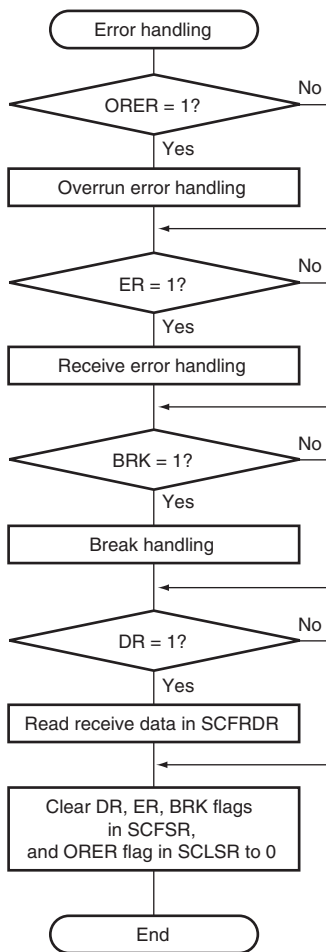 Error handling
No
ORER = 1?
Yes
Overrun error handling
No
ER = 1?
Yes
Receive error handling
No
BRK = 1?
Yes
Break handling
No
DR = 1?
Yes
Read receive data in SCFRDR
Clear DR, ER, BRK flags
in SCFSR,
and ORER flag in SCLSR to 0
End